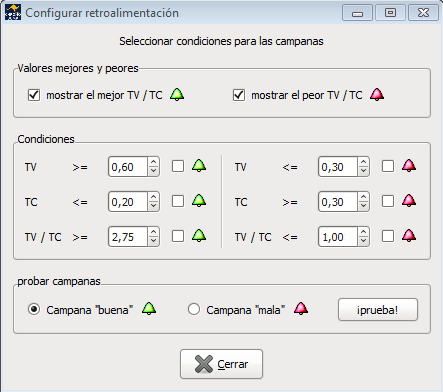 Configurar retroalimentación
Seleccionar condiciones para las campanas
Valores mejores y peores
mostrar el mejor TV / TC mostrar el peor TV / TC
Condiciones
TV >= 0,60 TV <= 0,30
TC <= 0,20 TC >= 0,30
TV / TC >= 2,75 TV / TC <= 1,00
probar campanas
Campana "buena" Campana "mala" ¡prueba!
Cerrar